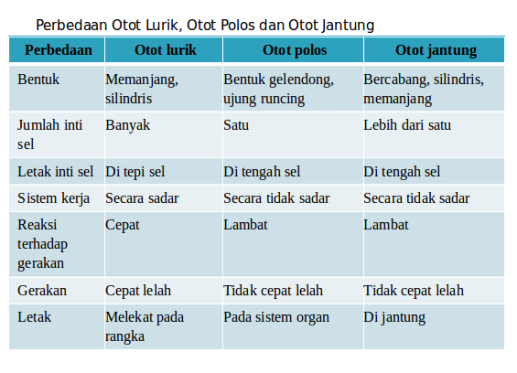 Perbedaan Otot Lurik, Otot Polos dan Otot Jantung
Perbedaan Otot lurik Otot polos Otot jantung
Bentuk Memanjang, Bentuk gelendong, Bercabang, silindris,
silindris ujung runcing memanjang
Jumlah inti Banyak Satu Lebih dari satu
sel
Letak inti sel Di tepi sel Di tengah sel Di tengah sel
Sistem kerja Secara sadar Secara tidak sadar Secara tidak sadar
Reaksi Cepat Lambat Lambat
terhadap
gerakan
Gerakan Cepat lelah Tidak cepat lelah Tidak cepat lelah
Letak Melekat pada Pada sistem organ Di jantung
rangka